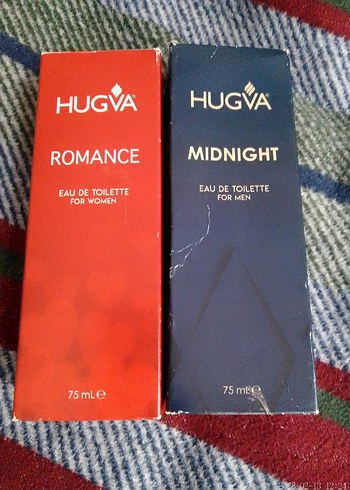 HUGVA®
ROMANCE
EAU DE TOILETTE
FOR WOMEN
75 mL ℮
HUGVA®
MIDNIGHT
EAU DE TOILETTE
FOR MEN
75 mL ℮